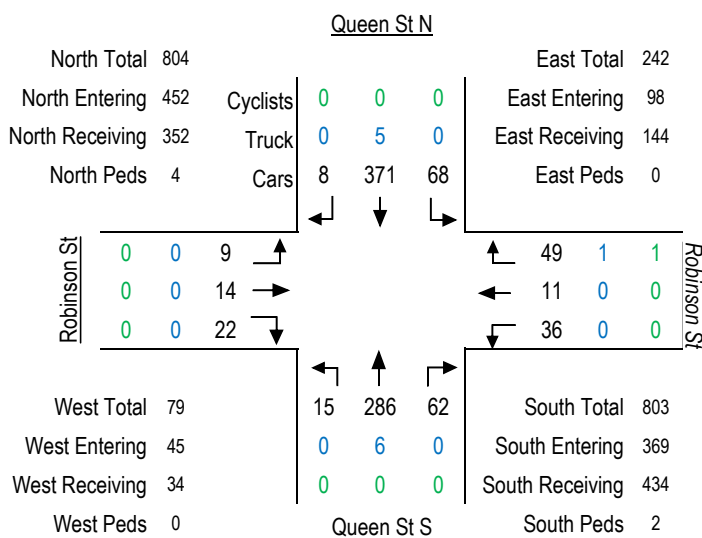 Queen St N
North Total 804
East Total 242
North Entering 452
Cyclists 0 0 0
East Entering 98
North Receiving 352
Truck 0 5 0
East Receiving 144
North Peds 4
Cars 8 371 68
East Peds 0
Robinson St
0 0 9
49 1 1
0 0 14
11 0 0
0 0 22
36 0 0
Robinson St
West Total 79
15 286 62
South Total 803
West Entering 45
0 6 0
South Entering 369
West Receiving 34
0 0 0
South Receiving 434
West Peds 0
Queen St S
South Peds 2